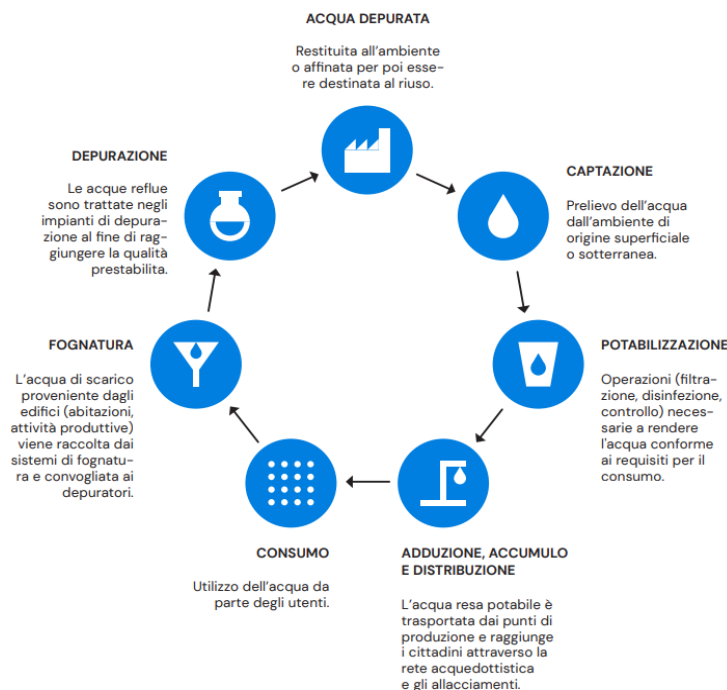 ACQUA DEPURATA
Restituita all'ambiente
o affinata per poi esse-
re destinata al riuso.
CAPTAZIONE
Prelievo dell'acqua
dall'ambiente di
origine superficiale
o sotterranea.
POTABILIZZAZIONE
Operazioni (filtra-
zione, disinfezione,
controllo) neces-
sarie a rendere
l'acqua conforme
ai requisiti per il
consumo.
ADDUZIONE, ACCUMULO
E DISTRIBUZIONE
L'acqua resa potabile è
trasportata dai punti di
produzione e raggiunge
i cittadini attraverso la
rete acquedottistica
e gli allacciamenti.
CONSUMO
Utilizzo dell'acqua da
parte degli utenti.
FOGNATURA
L'acqua di scarico
proveniente dagli
edifici (abitazioni,
attività produttive)
viene raccolta dai
sistemi di fognatu-
ra e convogliata ai
depuratori.
DEPURAZIONE
Le acque reflue
sono trattate negli
impianti di depura-
zione al fine di rag-
giungere la qualità
prestabilita.